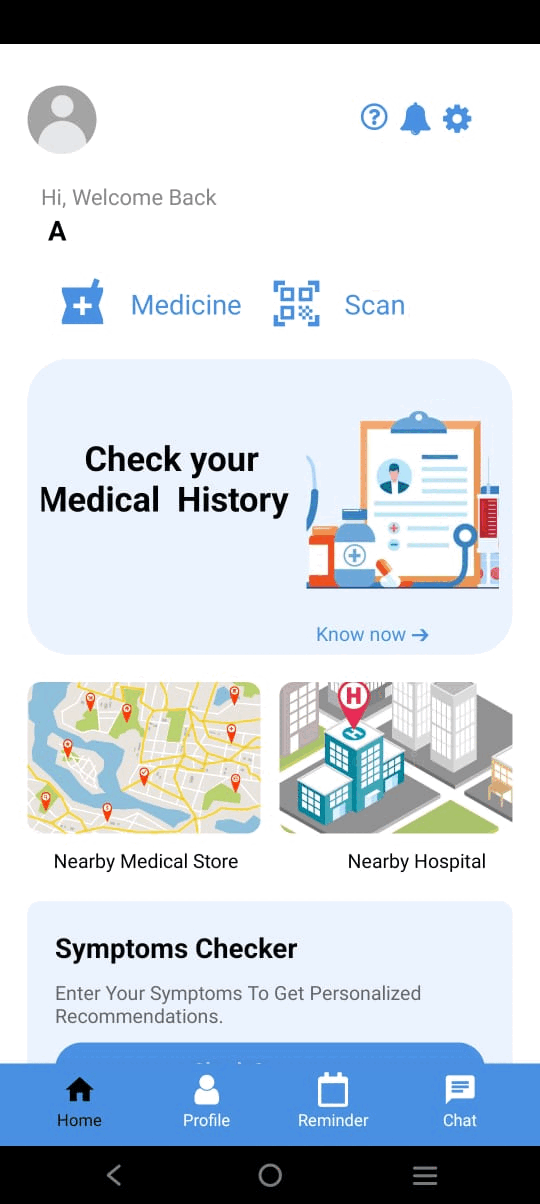 Hi, Welcome Back
A
Medicine
Scan
Check your
Medical History
Know now →
H
H
Nearby Medical Store
Nearby Hospital
Symptoms Checker
Enter Your Symptoms To Get Personalized
Recommendations.
Home
Profile
Reminder
Chat